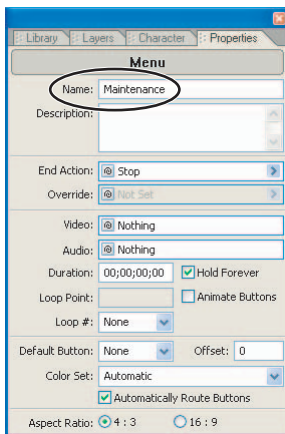 Library Layers Character Properties
Menu
Name: Maintenance
Description:
End Action: Stop
Override: Not Set
Video: Nothing
Audio: Nothing
Duration: 00;00;00;00 Hold Forever
Loop Point: Animate Buttons
Loop #: None
Default Button: None Offset: 0
Color Set: Automatic
Automatically Route Buttons
Aspect Ratio: 4 : 3 16 : 9